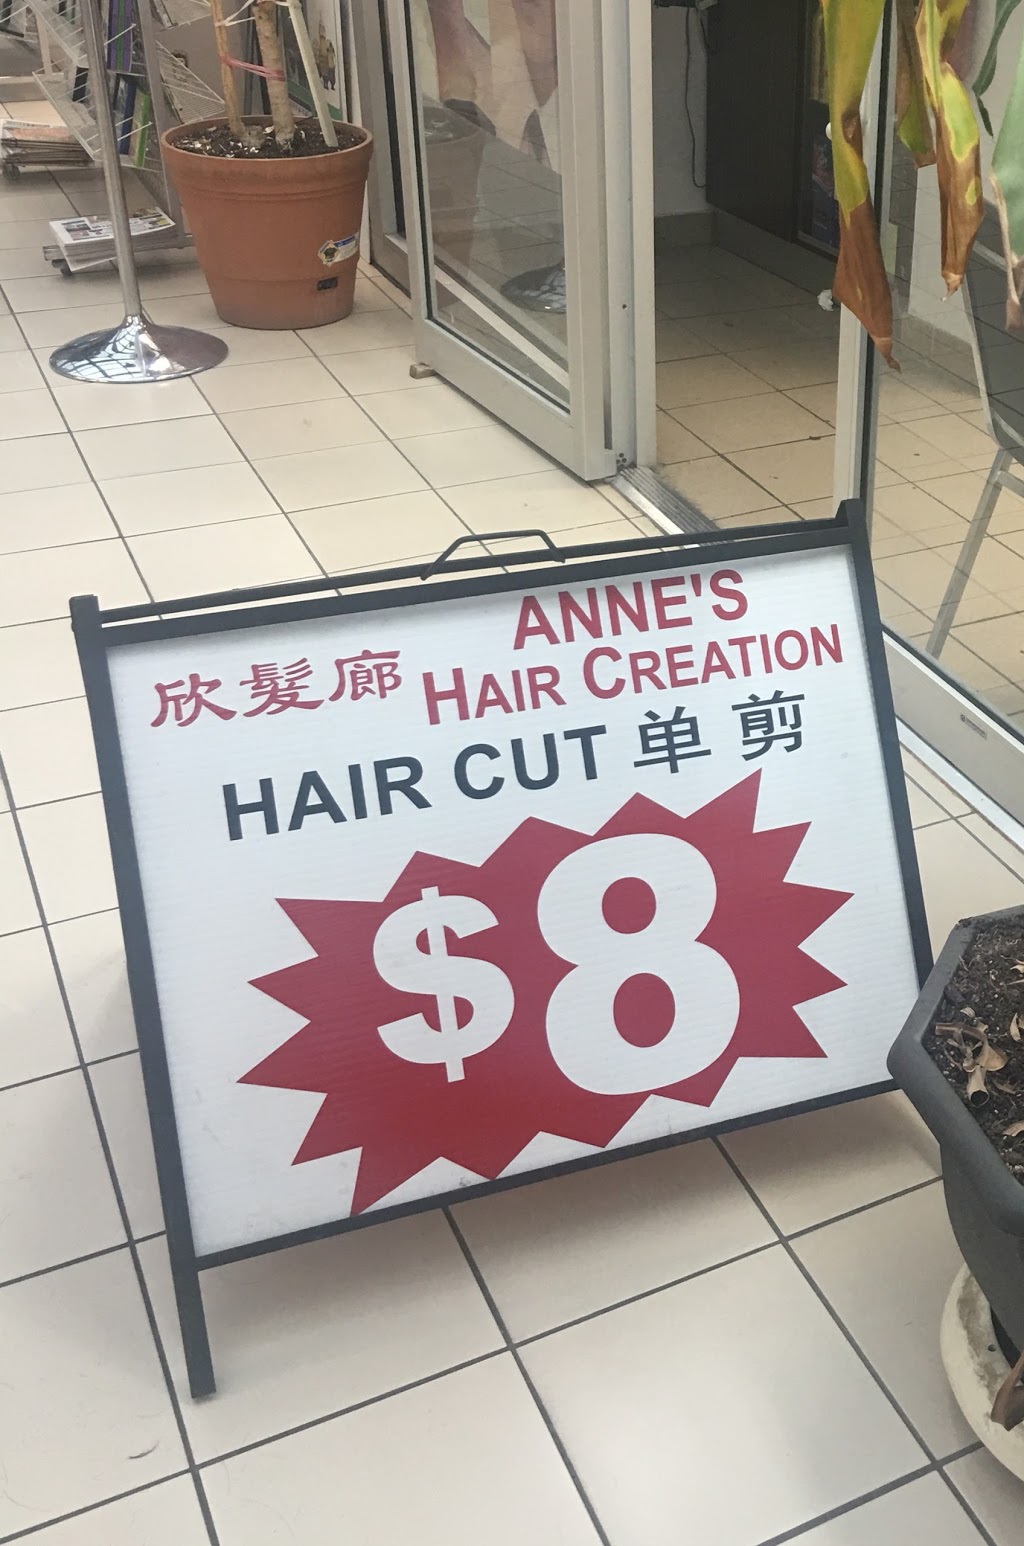 ANNE'S
欣髮廊 HAIR CREATION
HAIR CUT 单剪
$8